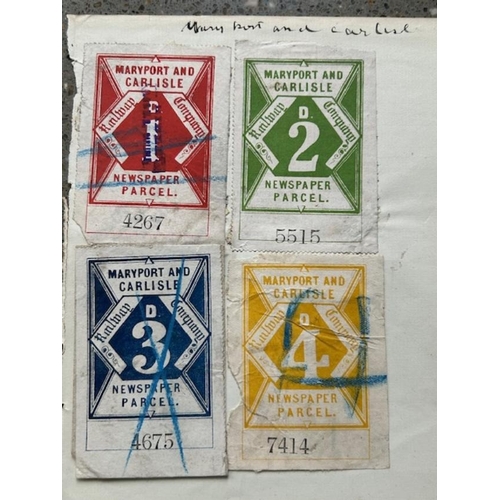 Maryport and Carlisle
MARYPORT AND
CARLISLE
Railway Company
D.
1
NEWSPAPER
PARCEL.
4267
MARYPORT AND
CARLISLE
Railway Company
D.
2
NEWSPAPER
PARCEL.
5515
MARYPORT AND
CARLISLE
Railway Company
D
3
NEWSPAPER
PARCEL.
4675
MARYPORT AND
CARLISLE
Railway Company
D.
4
NEWSPAPER
PARCEL.
7414